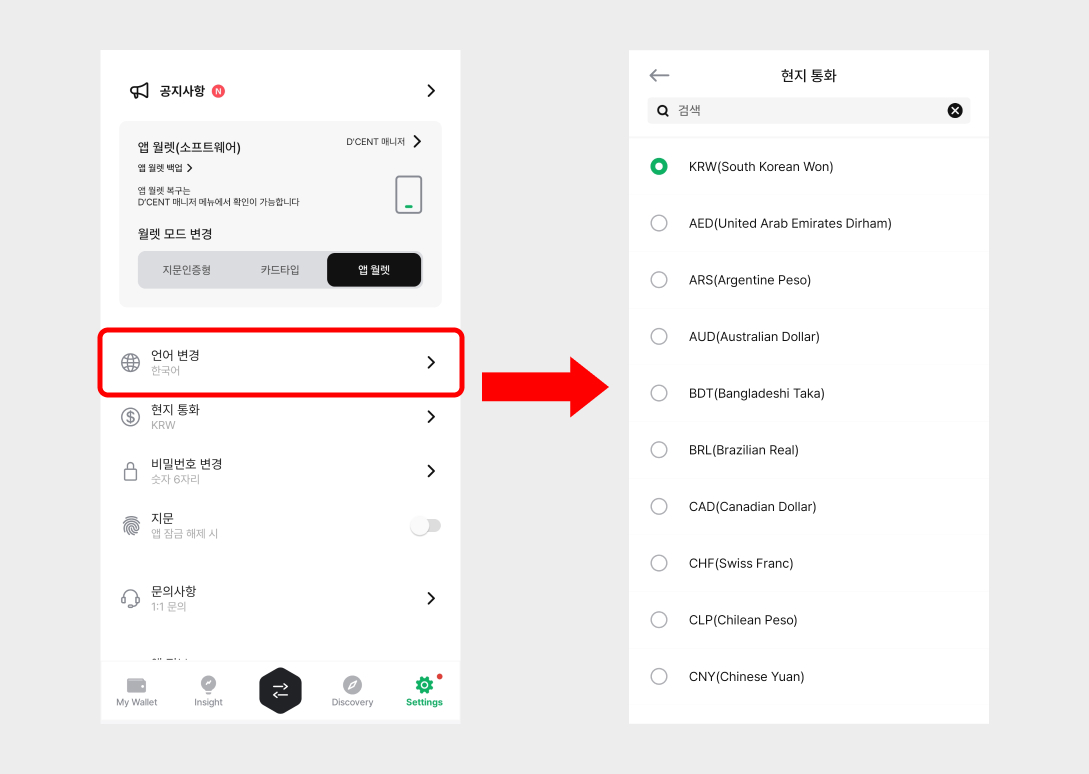 공지사항 N
앱 월렛(소프트웨어)
D'CENT 매니저
앱 월렛 백업
앱 월렛 복구는
D'CENT 매니저 메뉴에서 확인이 가능합니다
월렛 모드 변경
지문인증형 카드타입 앱 월렛
언어 변경
한국어
현지 통화
KRW
비밀번호 변경
숫자 6자리
지문
앱 잠금 해제 시
문의사항
1:1 문의
My Wallet Insight Discovery Settings
현지 통화
검색
KRW(South Korean Won)
AED(United Arab Emirates Dirham)
ARS(Argentine Peso)
AUD(Australian Dollar)
BDT(Bangladeshi Taka)
BRL(Brazilian Real)
CAD(Canadian Dollar)
CHF(Swiss Franc)
CLP(Chilean Peso)
CNY(Chinese Yuan)